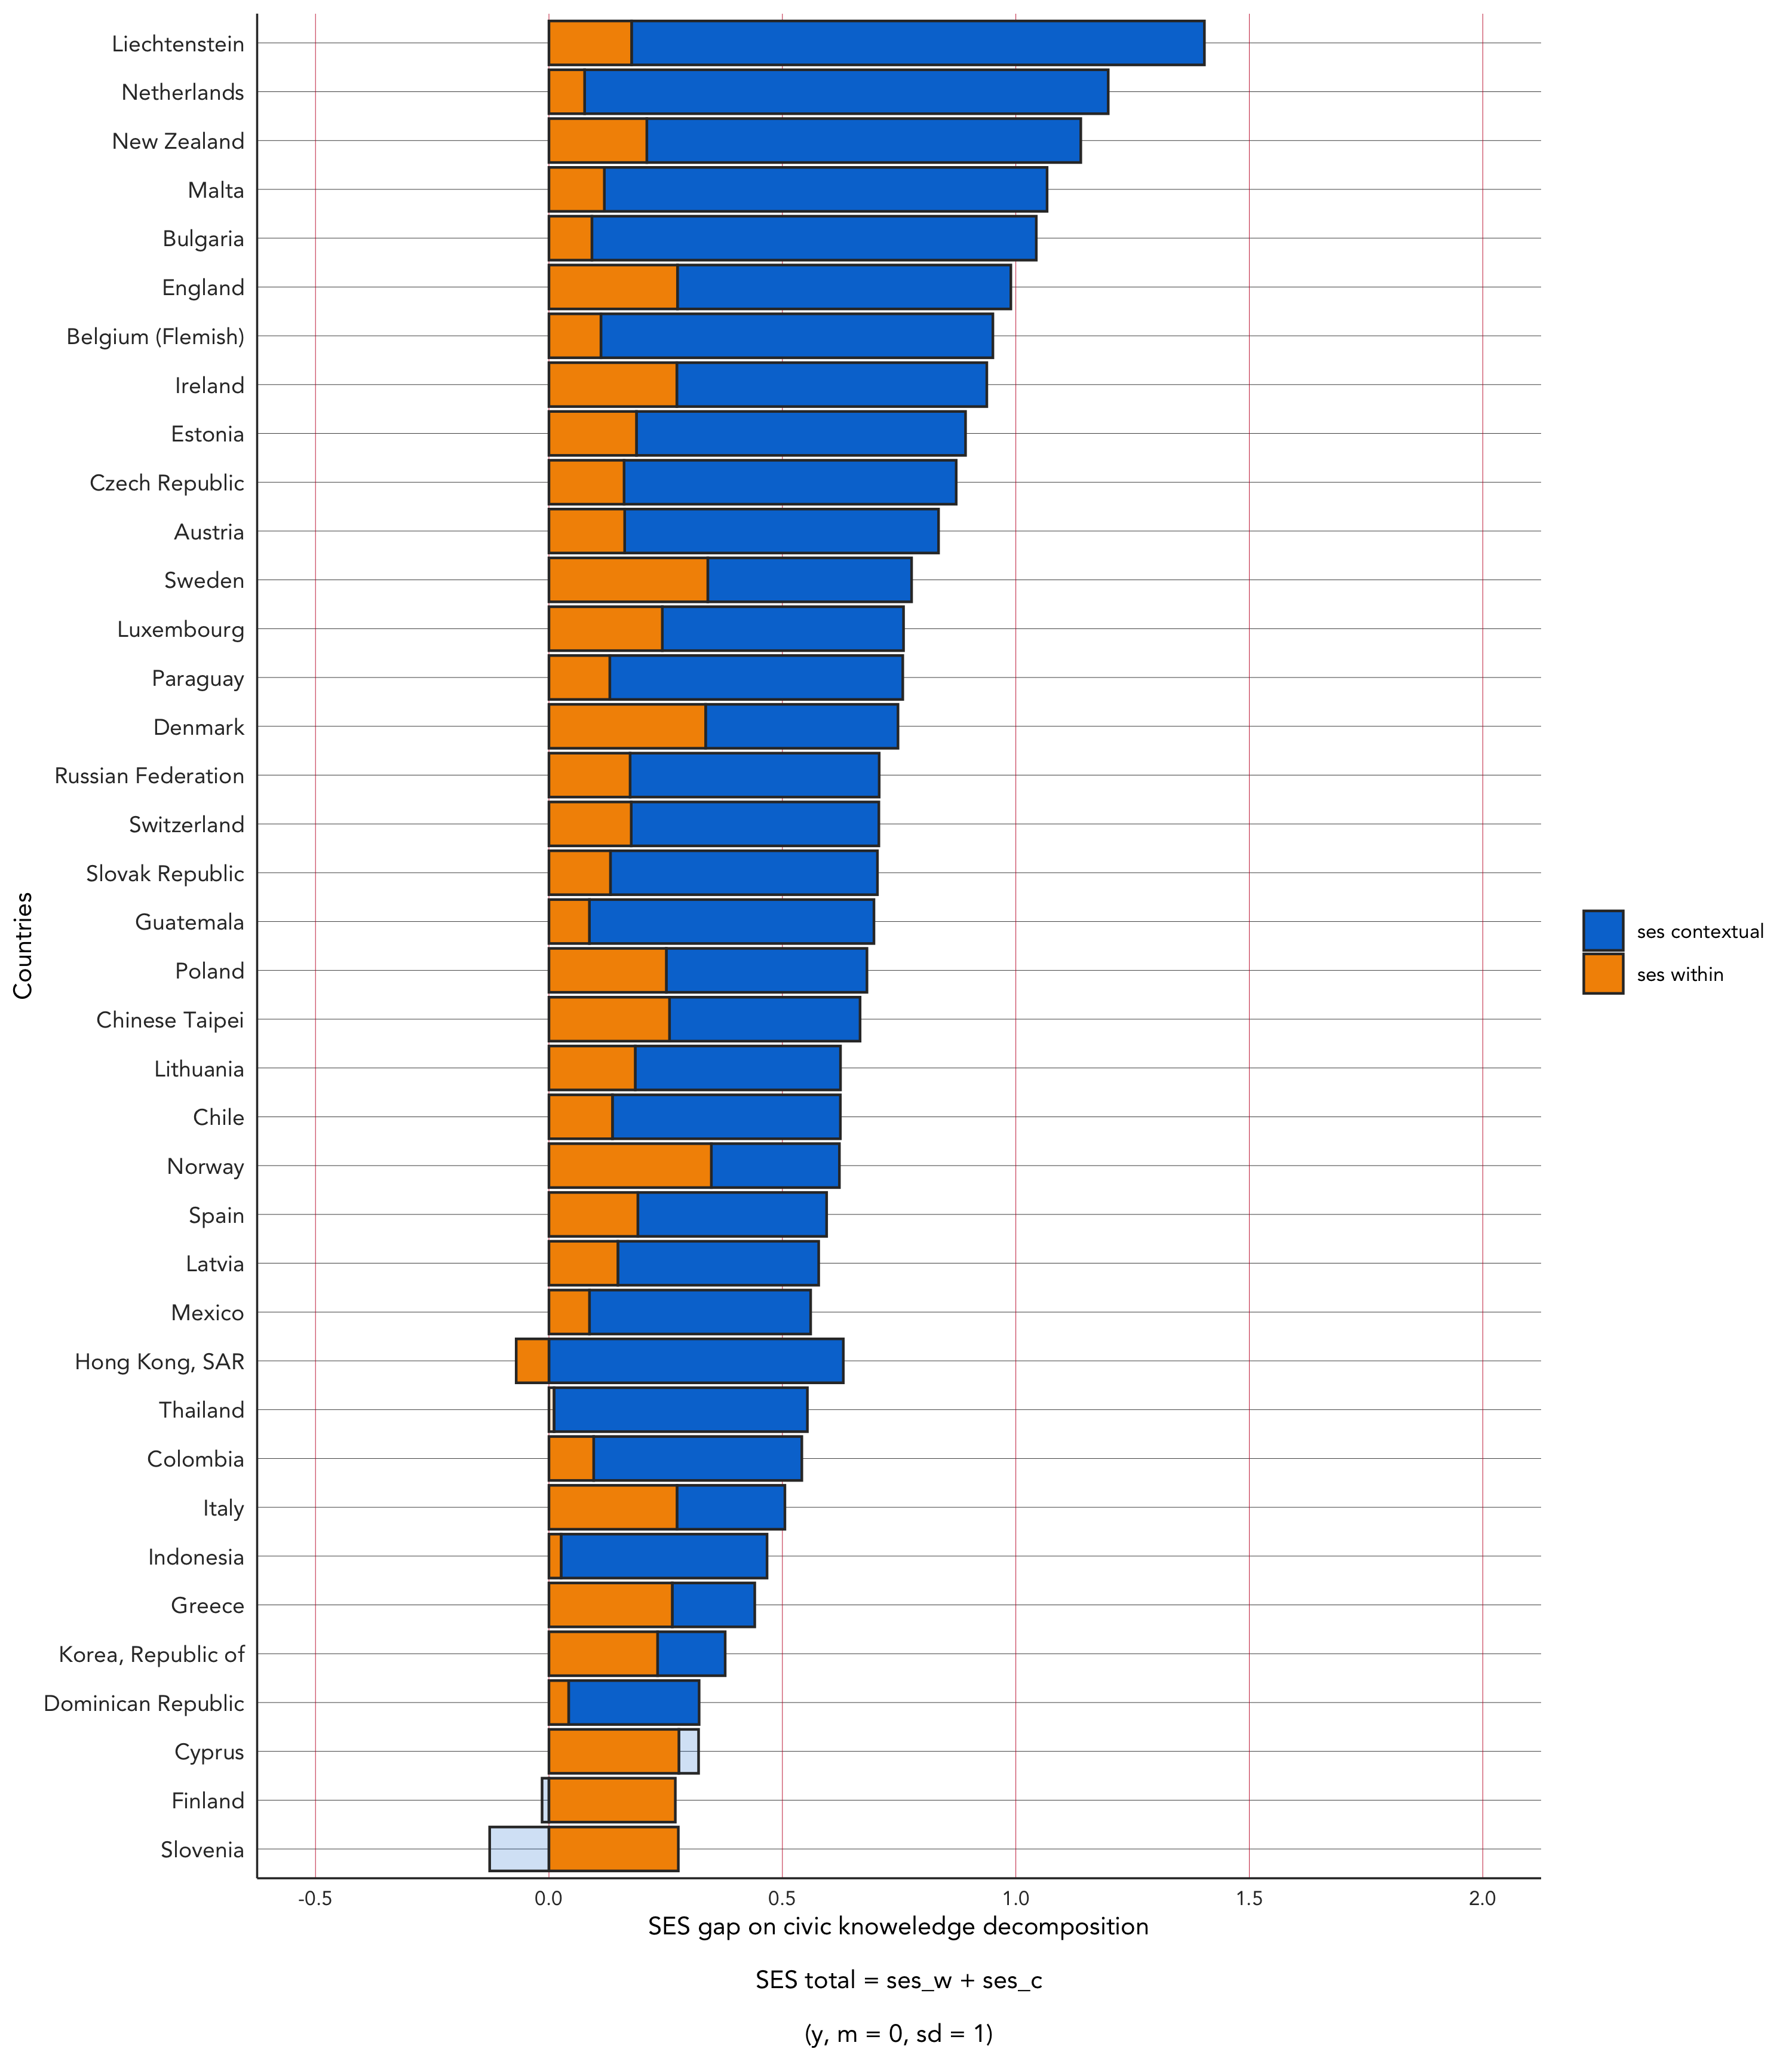 Liechtenstein
Netherlands
New Zealand
Malta
Bulgaria
England
Belgium (Flemish)
Ireland
Estonia
Czech Republic
Austria
Sweden
Luxembourg
Paraguay
Denmark
Russian Federation
Switzerland
Slovak Republic
Guatemala
Poland
Chinese Taipei
Lithuania
Chile
Norway
Spain
Latvia
Mexico
Hong Kong, SAR
Thailand
Colombia
Italy
Indonesia
Greece
Korea, Republic of
Dominican Republic
Cyprus
Finland
Slovenia
Countries
-0.5 0.0 0.5 1.0 1.5 2.0
SES gap on civic knoweledge decomposition
SES total = ses_w + ses_c
(y, m = 0, sd = 1)
ses contextual
ses within